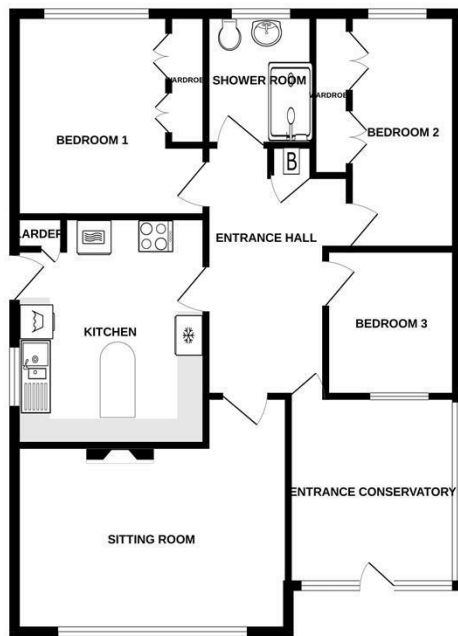 WARDROBE
SHOWER ROOM
WARDROBE
BEDROOM 1
BEDROOM 2
B
LARDER
ENTRANCE HALL
KITCHEN
BEDROOM 3
ENTRANCE CONSERVATORY
SITTING ROOM